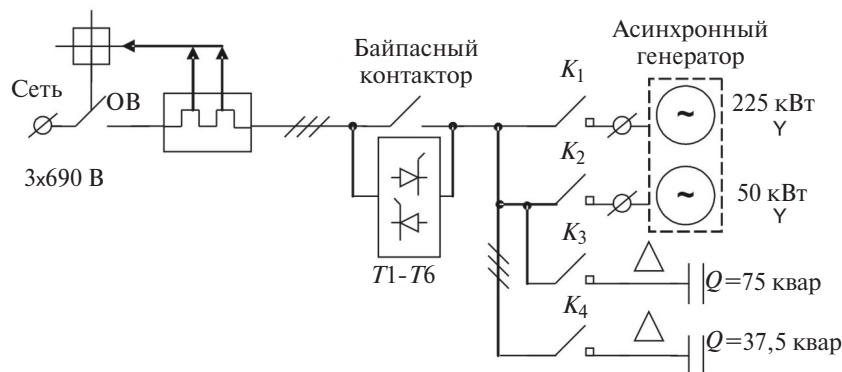 Сеть
ОВ
3x690 В
Байпасный
контактор
T1-T6
K1
K2
K3
K4
Асинхронный
генератор
~
225 кВт
Y
~
50 кВт
Y
Q=75 квар
Q=37,5 квар